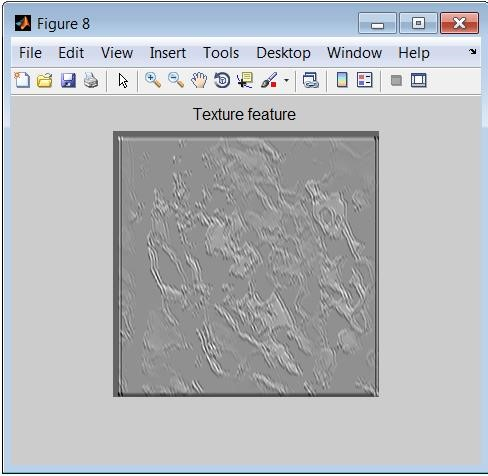 Figure 8
File Edit View Insert Tools Desktop Window Help
Texture feature